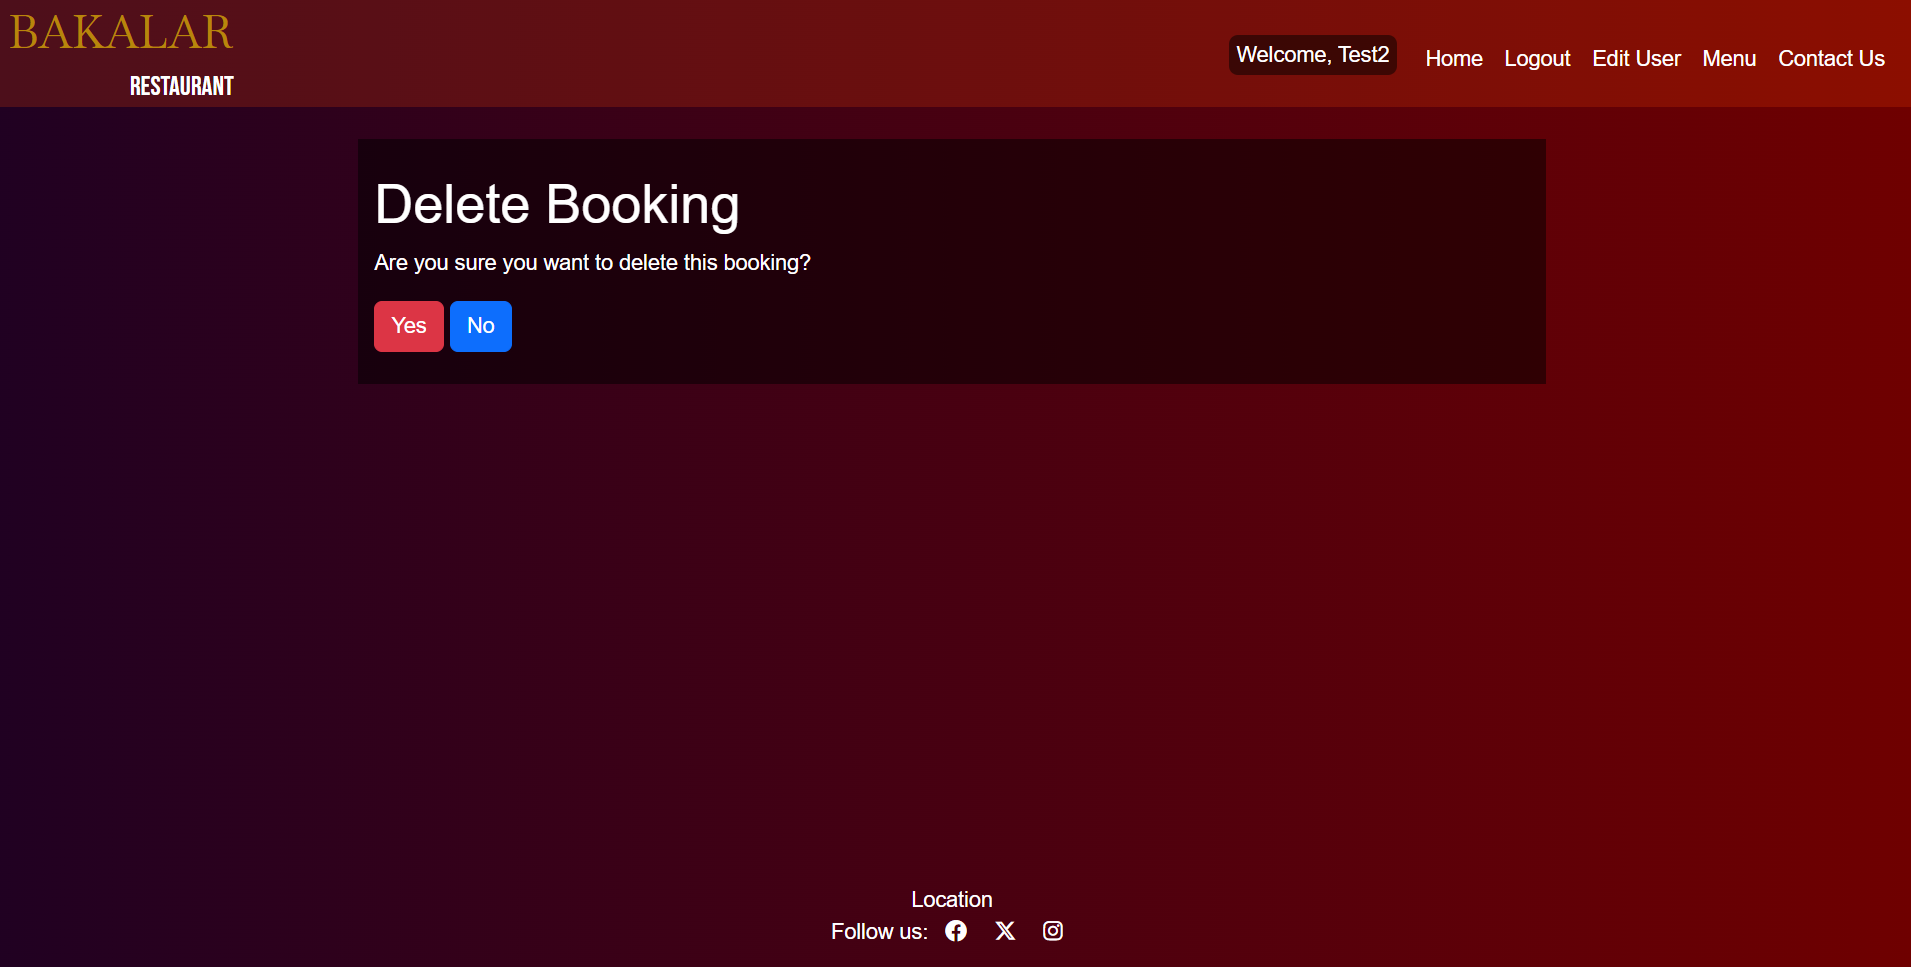 BAKALAR
RESTAURANT
Welcome, Test2 Home Logout Edit User Menu Contact Us
Delete Booking
Are you sure you want to delete this booking?
Yes No
Location
Follow us: